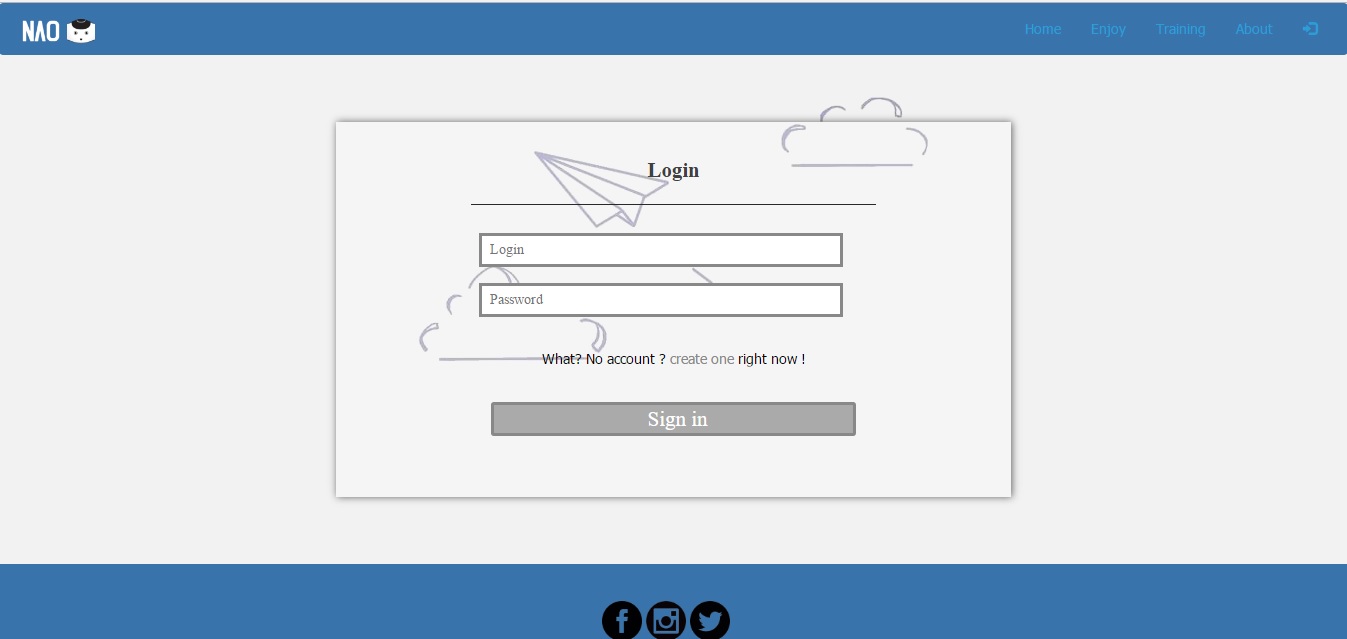 NAO
Home Enjoy Training About
Login
Login
Password
What? No account ? create one right now !
Sign in